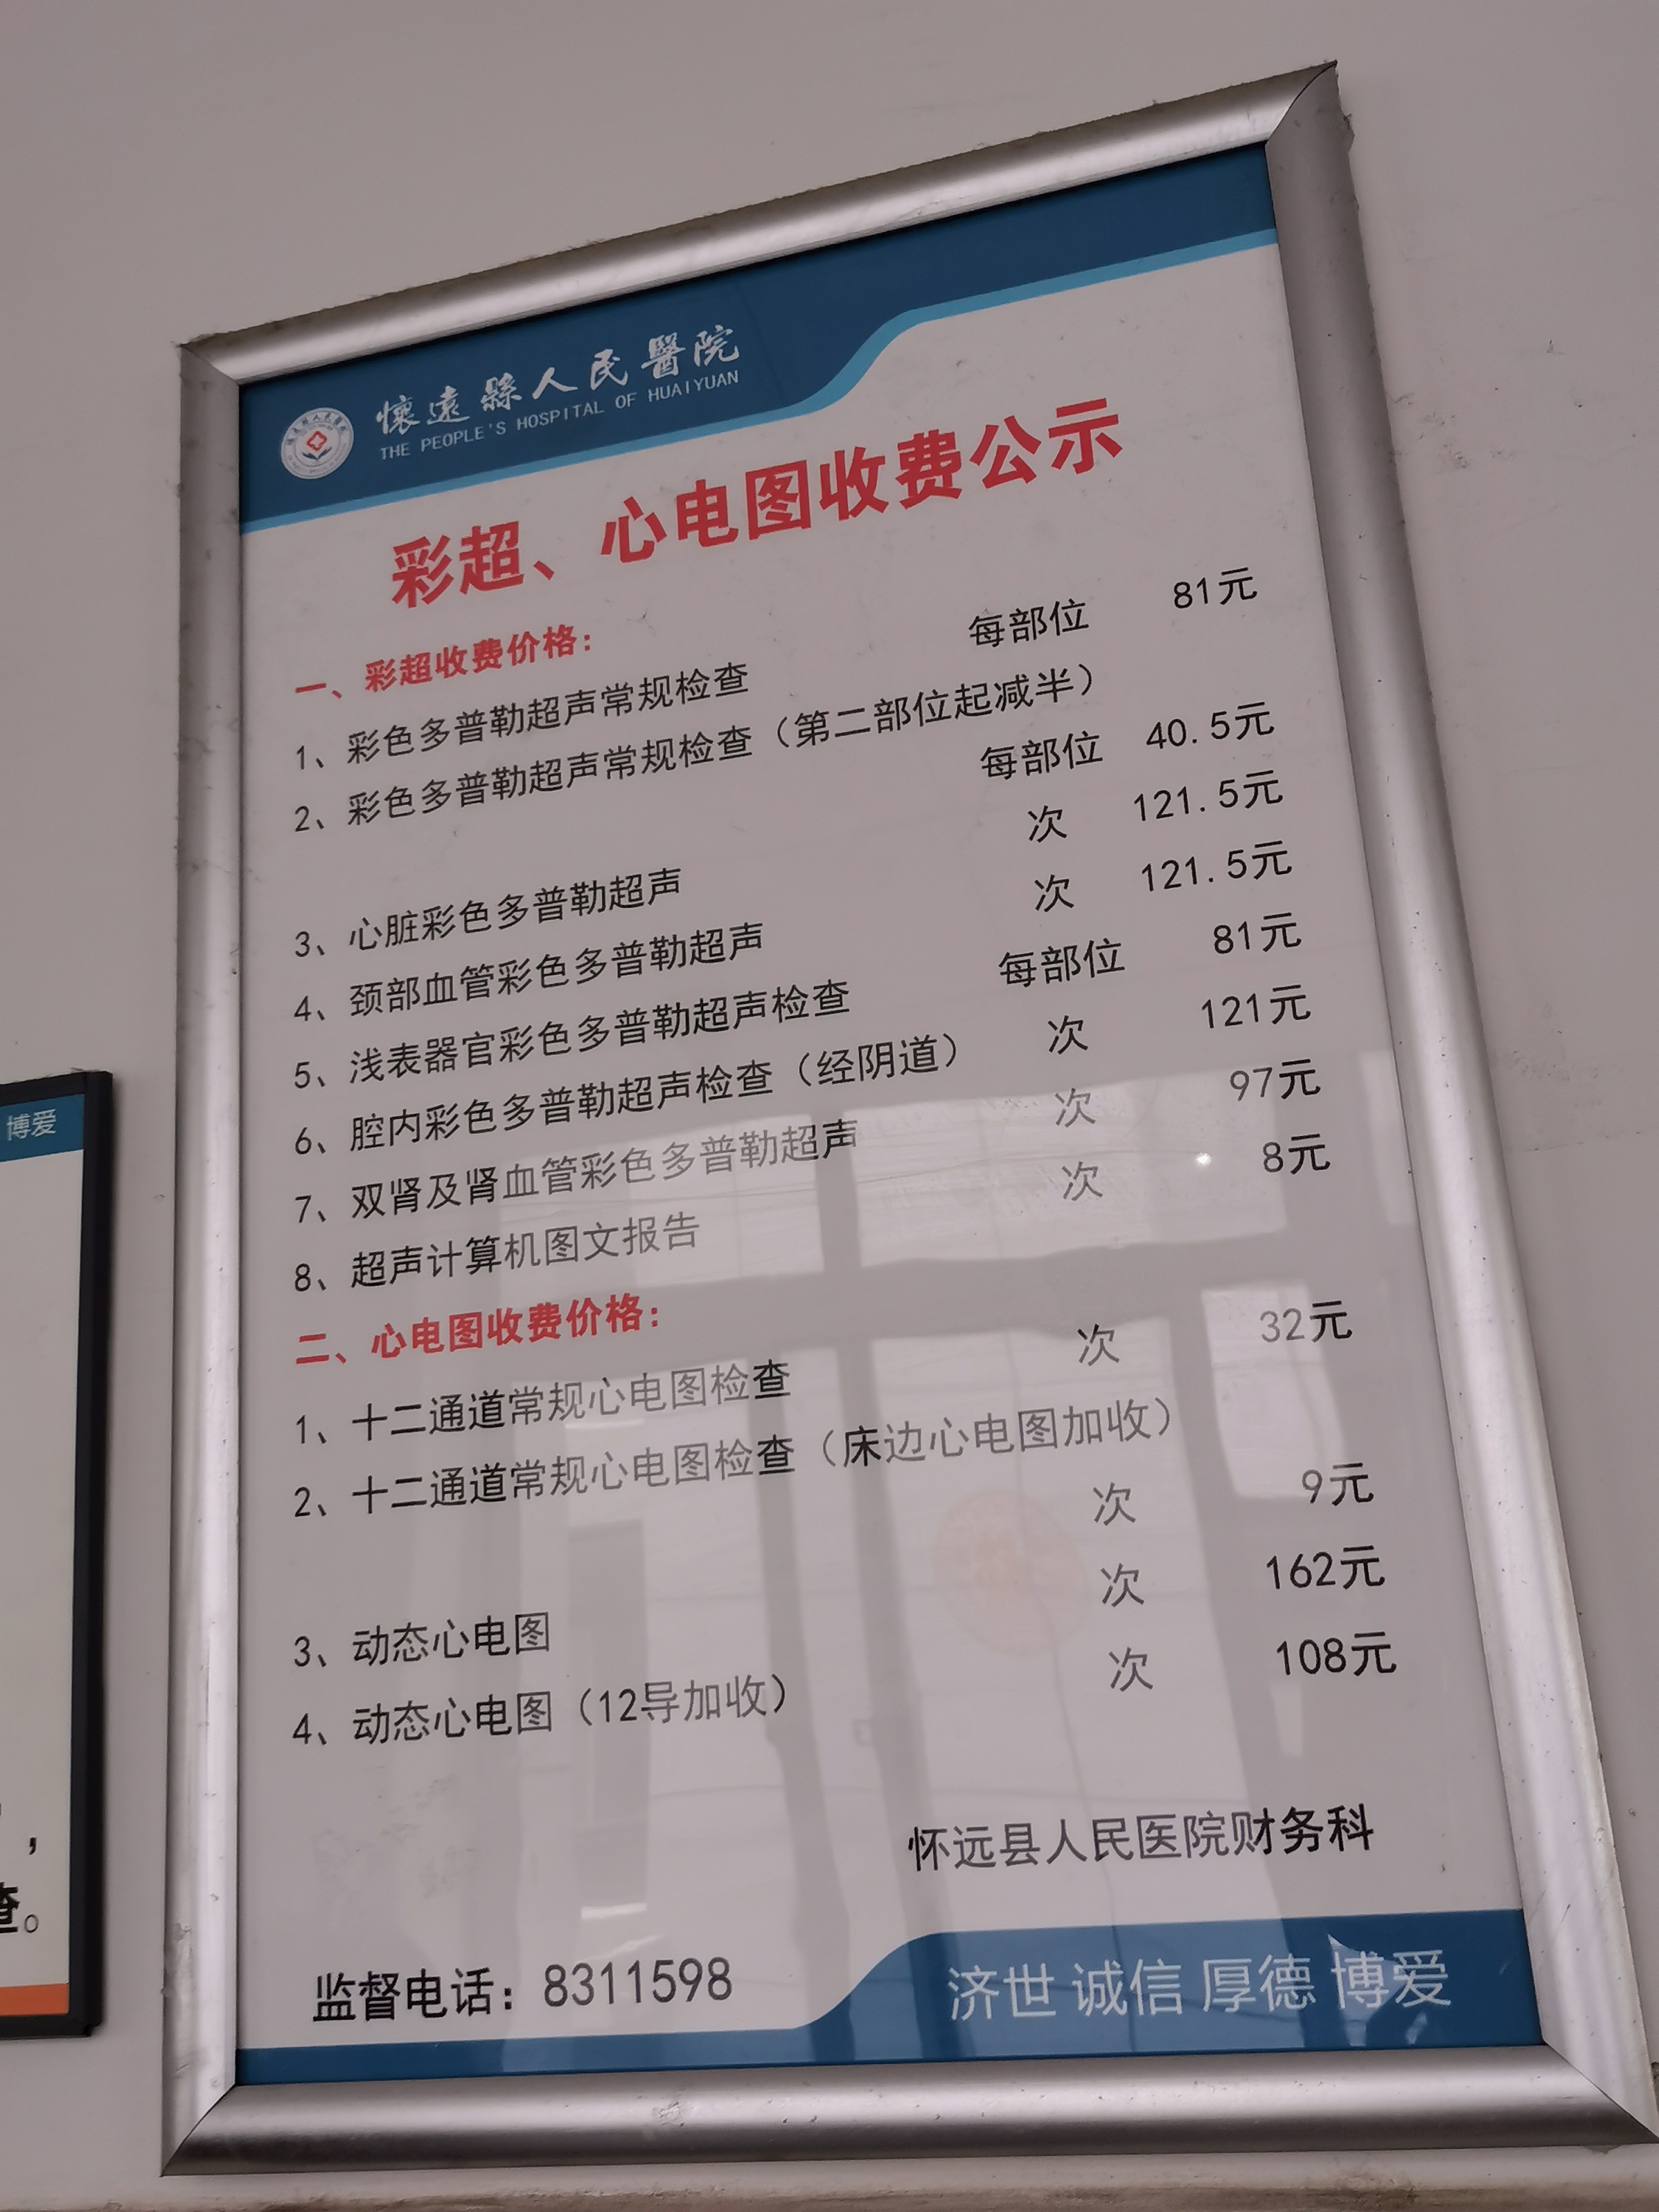 懷遠縣人民醫院
THE PEOPLE'S HOSPITAL OF HUAIYUAN
彩超、心电图收费公示
一、彩超收费价格：
1、彩色多普勒超声常规检查 每部位 81元
2、彩色多普勒超声常规检查（第二部位起减半）
每部位 40.5元
3、心脏彩色多普勒超声 次 121.5元
4、颈部血管彩色多普勒超声 次 121.5元
5、浅表器官彩色多普勒超声检查 每部位 81元
6、腔内彩色多普勒超声检查（经阴道） 次 121元
7、双肾及肾血管彩色多普勒超声 次 97元
8、超声计算机图文报告 次 8元
二、心电图收费价格：
1、十二通道常规心电图检查 次 32元
2、十二通道常规心电图检查（床边心电图加收）
次 9元
3、动态心电图 次 162元
4、动态心电图（12导加收） 次 108元
怀远县人民医院财务科
监督电话：8311598
济世 诚信 厚德 博爱
博爱
，
查。